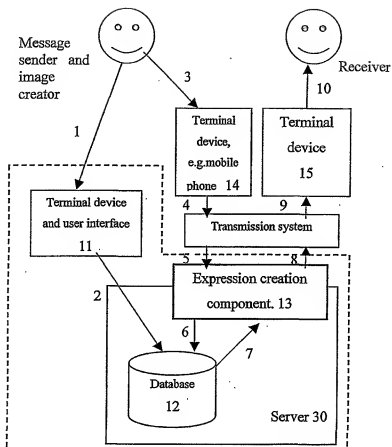 Message
sender and
image
creator
Receiver
3
10
1
Terminal
device,
e.g.mobile
phone 14
Terminal
device
15
4
9
Terminal device
and user interface
11
Transmission system
5
8
Expression creation
component. 13
2
6
7
Database
12
Server 30